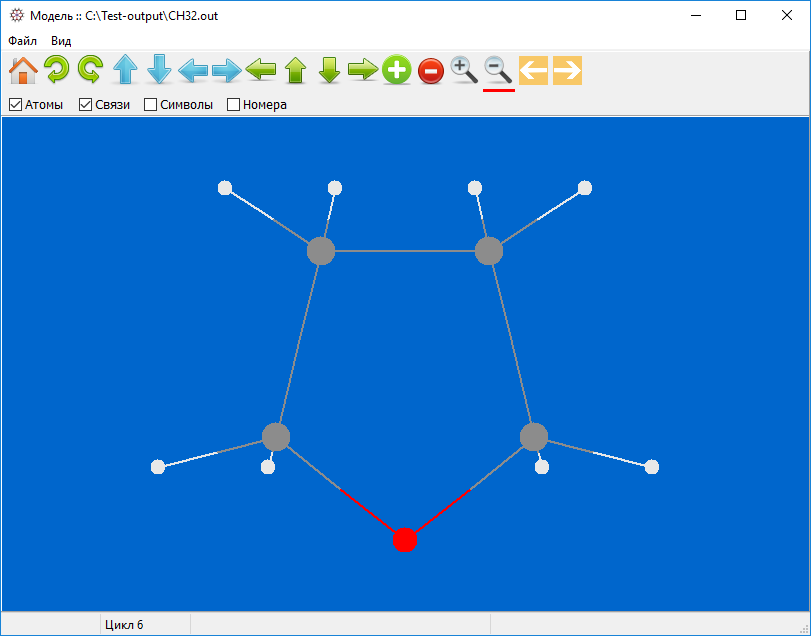 Модель :: C:\Test-output\CH32.out
Файл Вид
Атомы Связи Символы Номера
Цикл 6